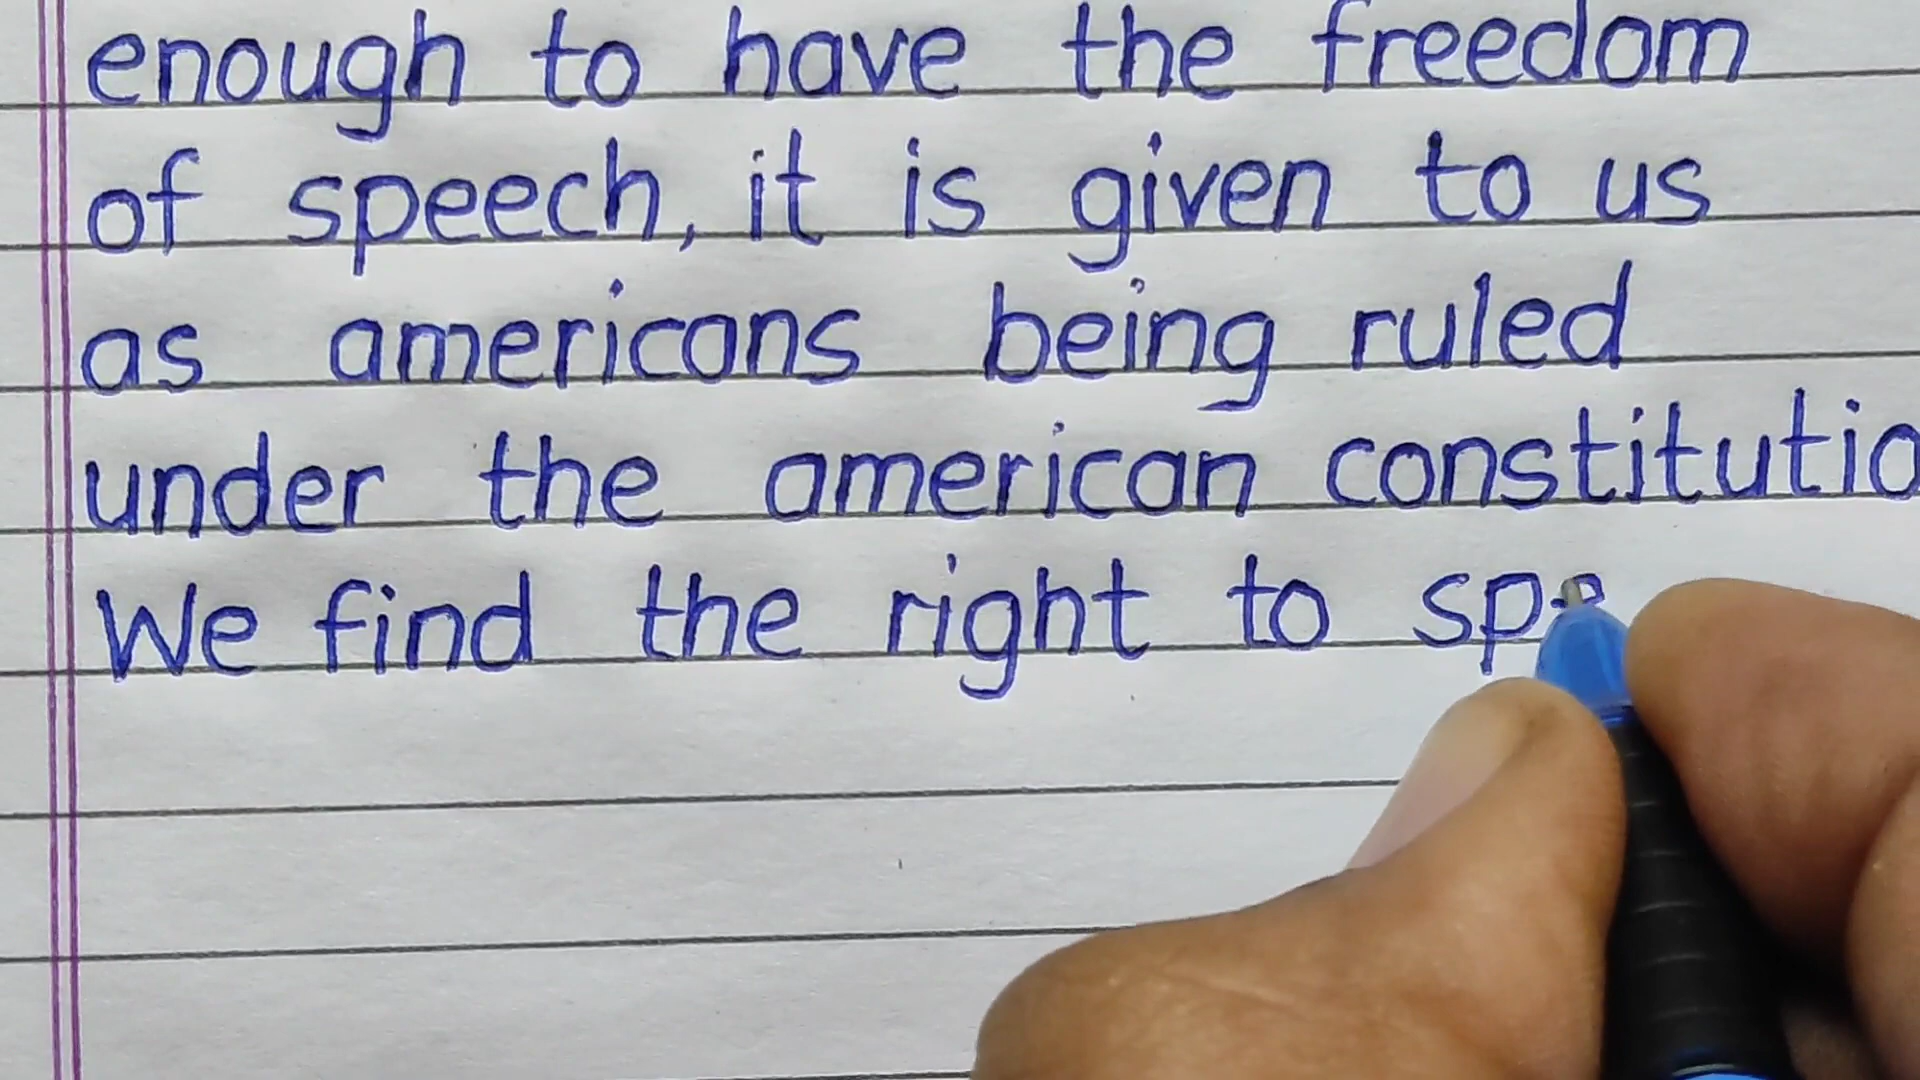 enough to have the freedom
of speech, it is given to us
as americans being ruled
under the american constitutio
We find the right to spe